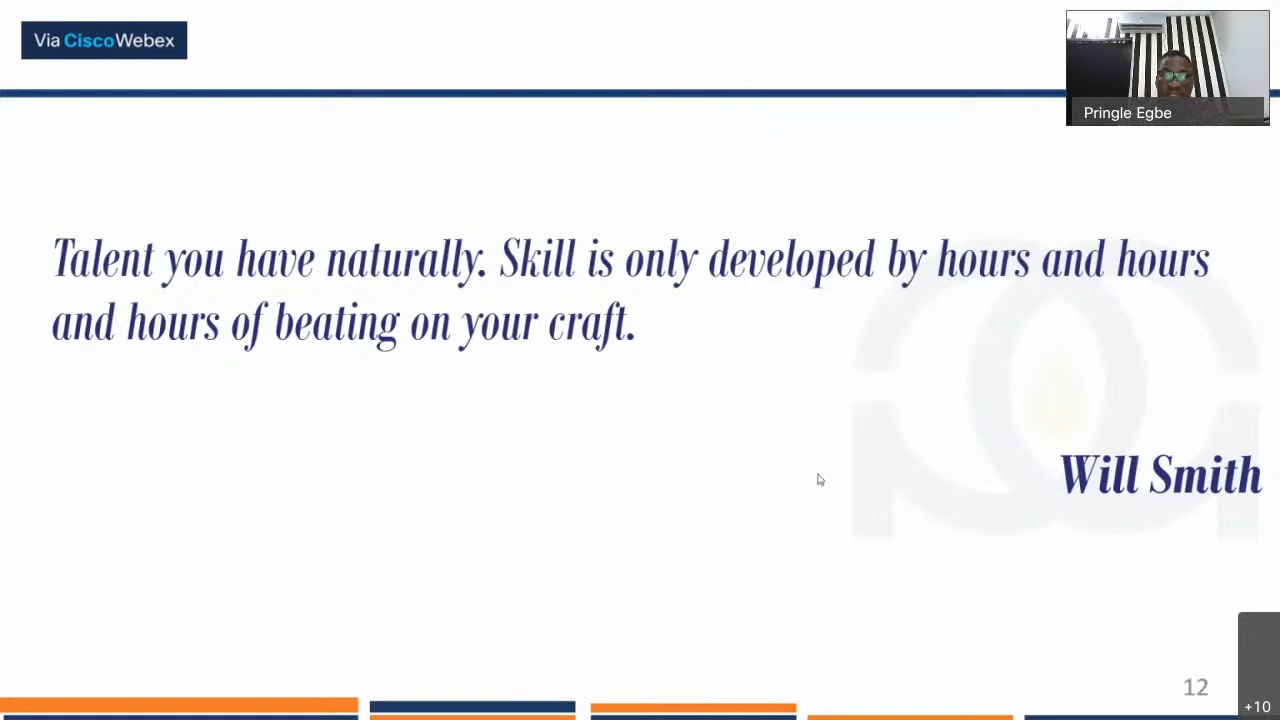 Via CiscoWebex
Pringle Egbe
Talent you have naturally. Skill is only developed by hours and hours
and hours of beating on your craft.
Will Smith
12
+10